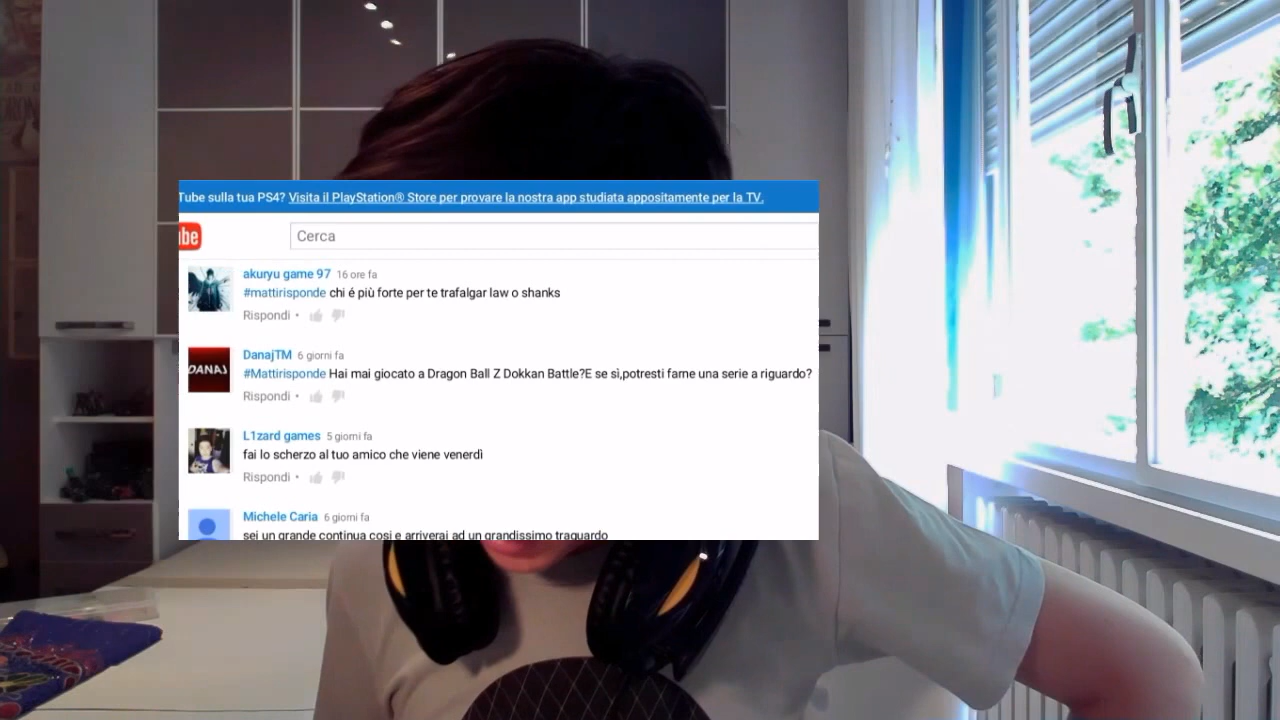 Tube sulla tua PS4? Visita il PlayStation® Store per provare la nostra app studiata appositamente per la TV.
be
Cerca
akuryu game 97 16 ore fa
#mattirisponde chi é più forte per te trafalgar law o shanks
Rispondi •
DanajTM 6 giorni fa
DANAJ
#Mattirisponde Hai mai giocato a Dragon Ball Z Dokkan Battle?E se sì,potresti farne una serie a riguardo?
Rispondi •
L1zard games 5 giorni fa
fai lo scherzo al tuo amico che viene venerdì
Rispondi •
Michele Caria 6 giorni fa
sei un grande continua cosi e arriverai ad un grandissimo traguardo